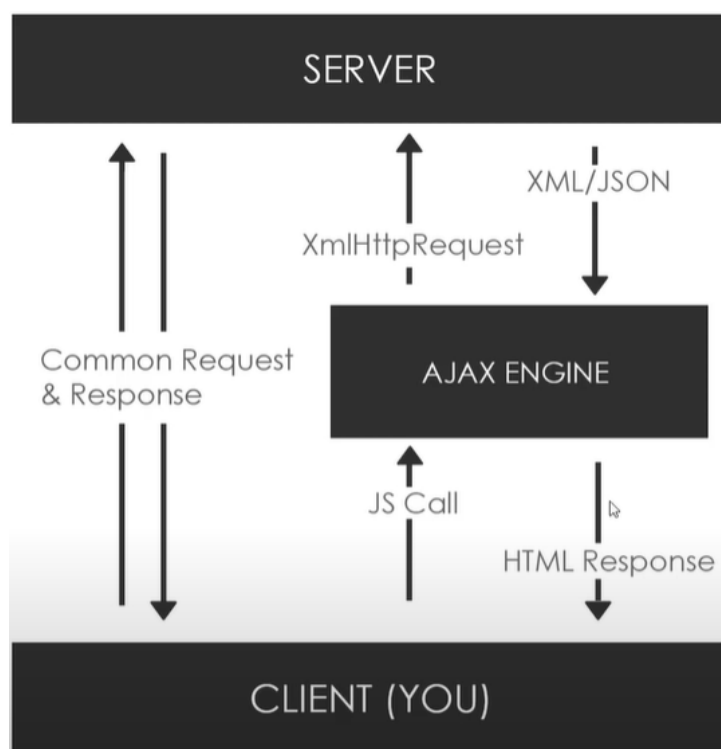 SERVER
XML/JSON
XmlHttpRequest
Common Request
& Response
AJAX ENGINE
JS Call
HTML Response
CLIENT (YOU)